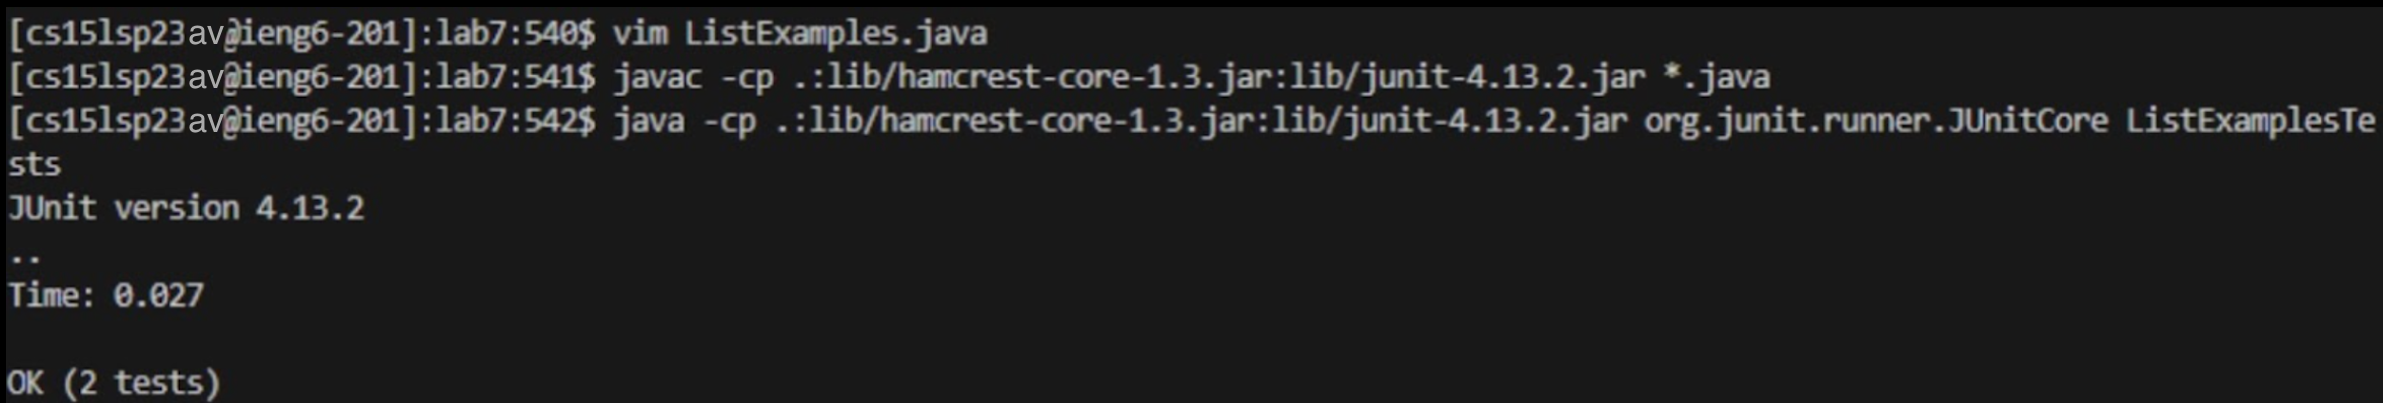 [cs15lsp23av@ieng6-201]:lab7:540$ vim ListExamples.java
[cs15lsp23av@ieng6-201]:lab7:541$ javac -cp .:lib/hamcrest-core-1.3.jar:lib/junit-4.13.2.jar *.java
[cs15lsp23av@ieng6-201]:lab7:542$ java -cp .:lib/hamcrest-core-1.3.jar:lib/junit-4.13.2.jar org.junit.runner.JUnitCore ListExamplesTe
sts
JUnit version 4.13.2
..
Time: 0.027
OK (2 tests)